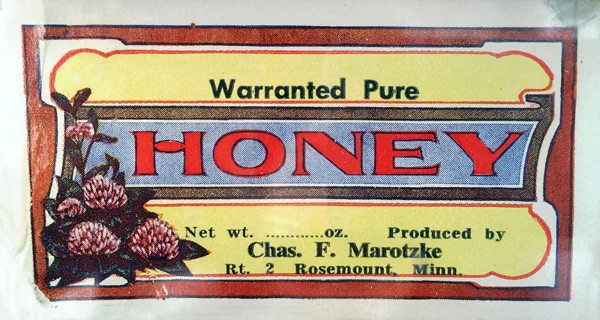 Warranted Pure
HONEY
Net wt. ............oz. Produced by
Chas. F. Marotzke
Rt. 2 Rosemount, Minn.